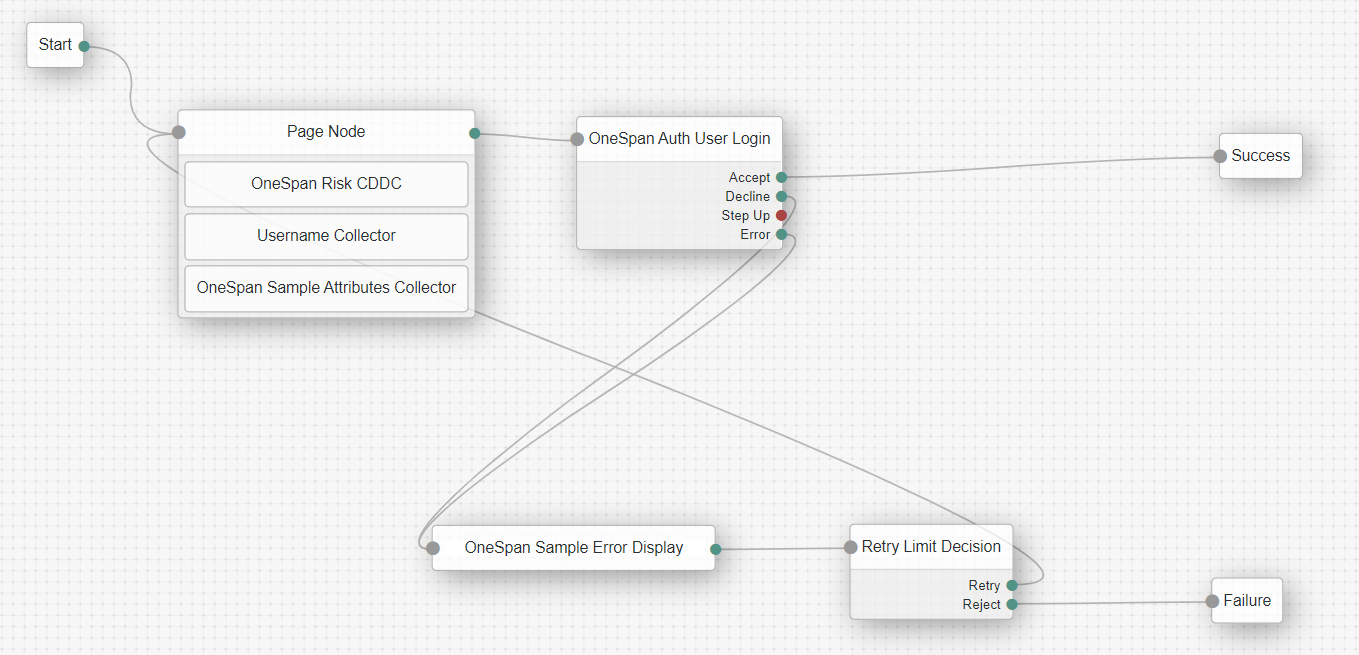 Start
Page Node
OneSpan Risk CDDC
Username Collector
OneSpan Sample Attributes Collector
OneSpan Auth User Login
Accept
Decline
Step Up
Error
Success
OneSpan Sample Error Display
Retry Limit Decision
Retry
Reject
Failure